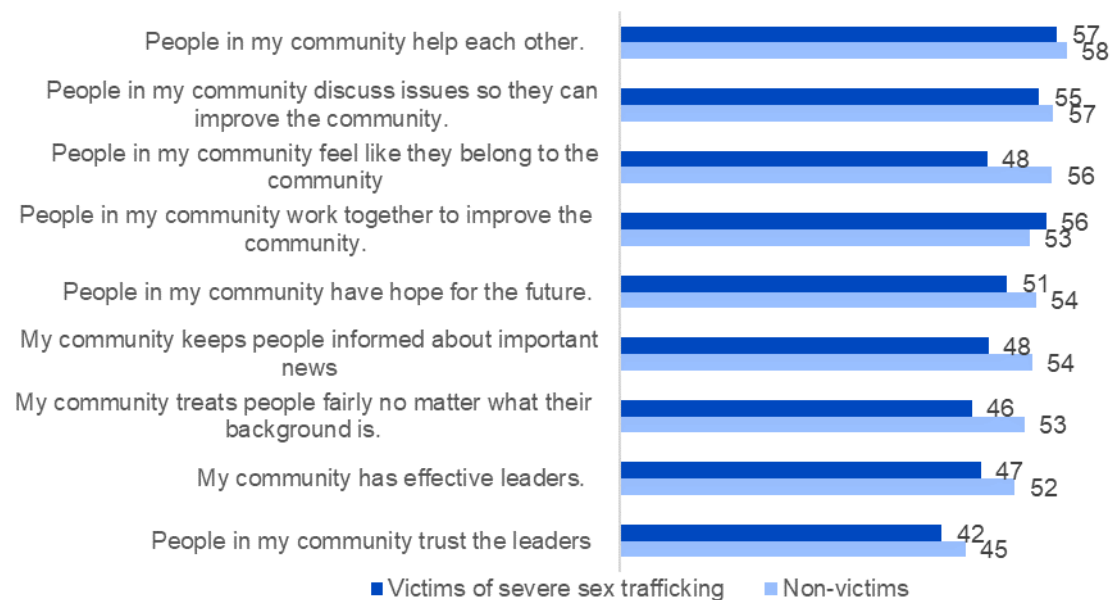 People in my community help each other.
57
58
People in my community discuss issues so they can
improve the community.
55
57
People in my community feel like they belong to the
community
48
56
People in my community work together to improve the
community.
56
53
People in my community have hope for the future.
51
54
My community keeps people informed about important
news
48
54
My community treats people fairly no matter what their
background is.
46
53
My community has effective leaders.
47
52
People in my community trust the leaders
42
45
Victims of severe sex trafficking
Non-victims